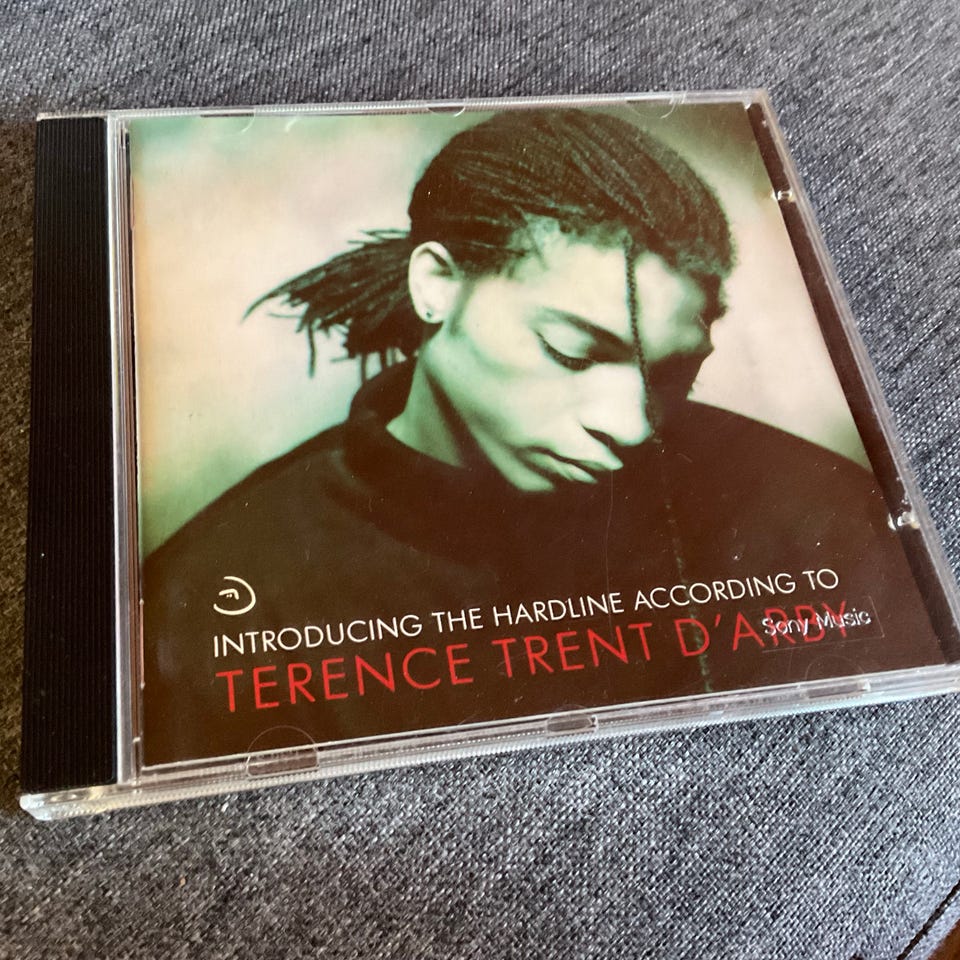 INTRODUCING THE HARDLINE ACCORDING TO
TERENCE TRENT D'ARBY
Sony Music